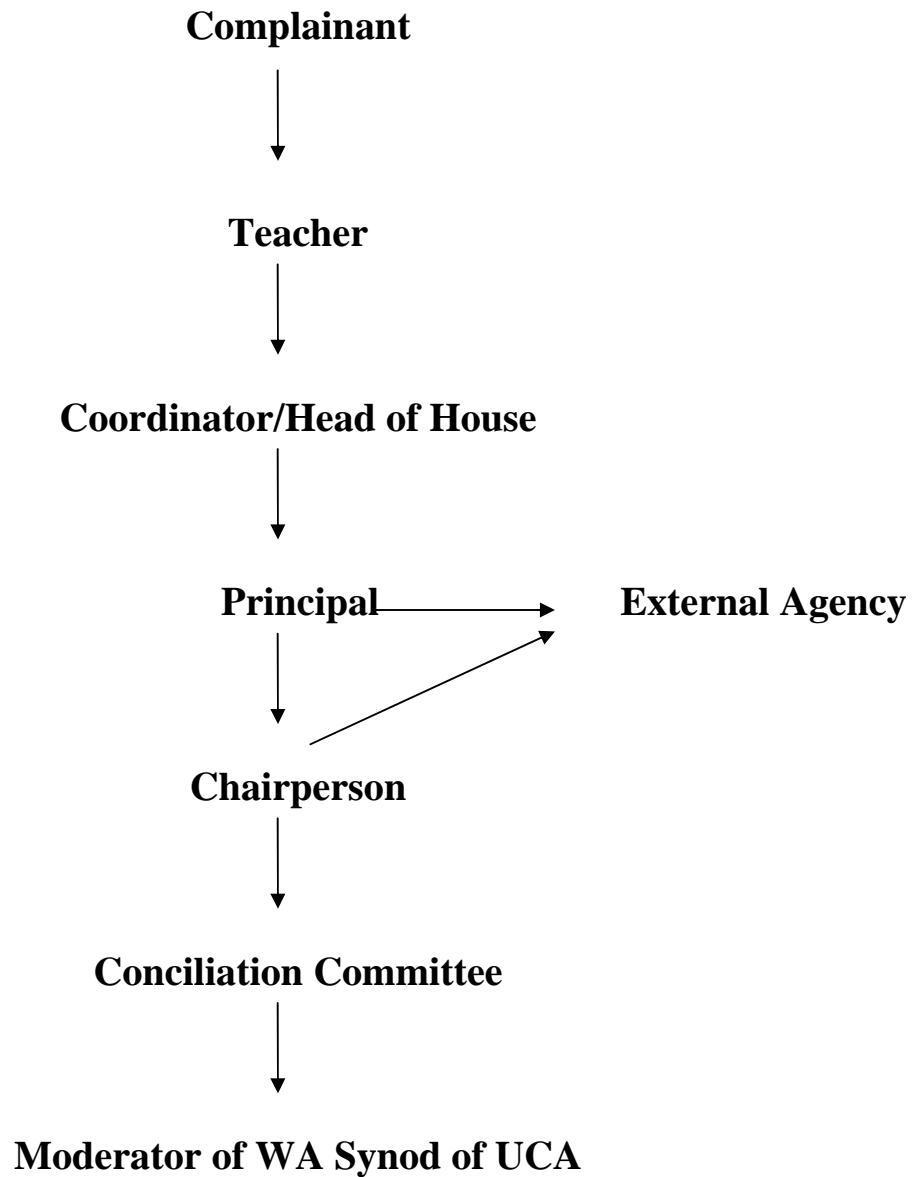 Complainant
Teacher
Coordinator/Head of House
Principal
External Agency
Chairperson
Conciliation Committee
Moderator of WA Synod of UCA